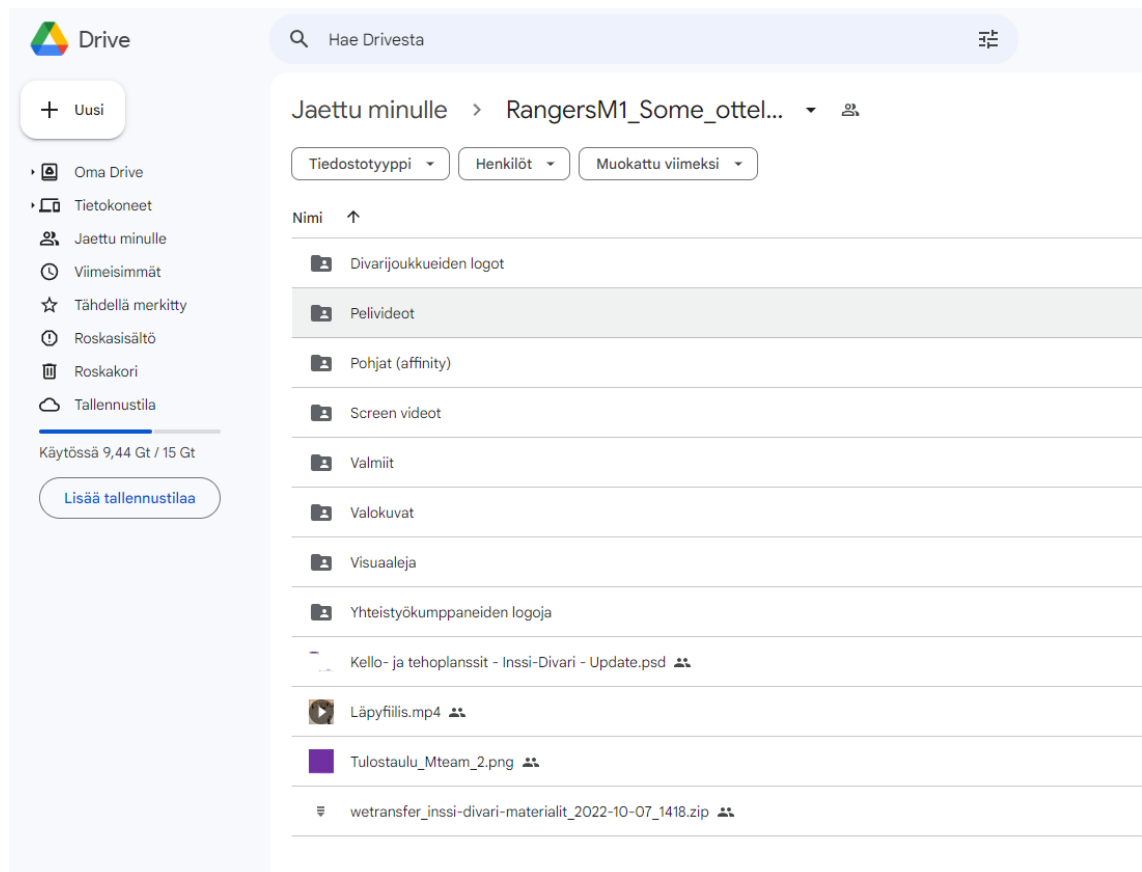 Drive
Hae Drivesta
Uusi
Oma Drive
Tietokoneet
Jaettu minulle
Viimeisimmät
Tähdellä merkitty
Roskasisältö
Roskakori
Tallennustila
Käytössä 9,44 Gt / 15 Gt
Lisää tallennustilaa
Jaettu minulle > RangersM1_Some_ottel...
Tiedostotyyppi Henkilöt Muokattu viimeksi
Nimi
Divarijoukkueiden logot
Pelivideot
Pohjat (affinity)
Screen videot
Valmiit
Valokuvat
Visuaaleja
Yhteistyökumppaneiden logoja
Kello- ja tehoplanssit - Inssi-Divari - Update.psd
Läpyfiilis.mp4
Tulostaulu_Mteam_2.png
wetransfer_inssi-divari-materialit_2022-10-07_1418.zip